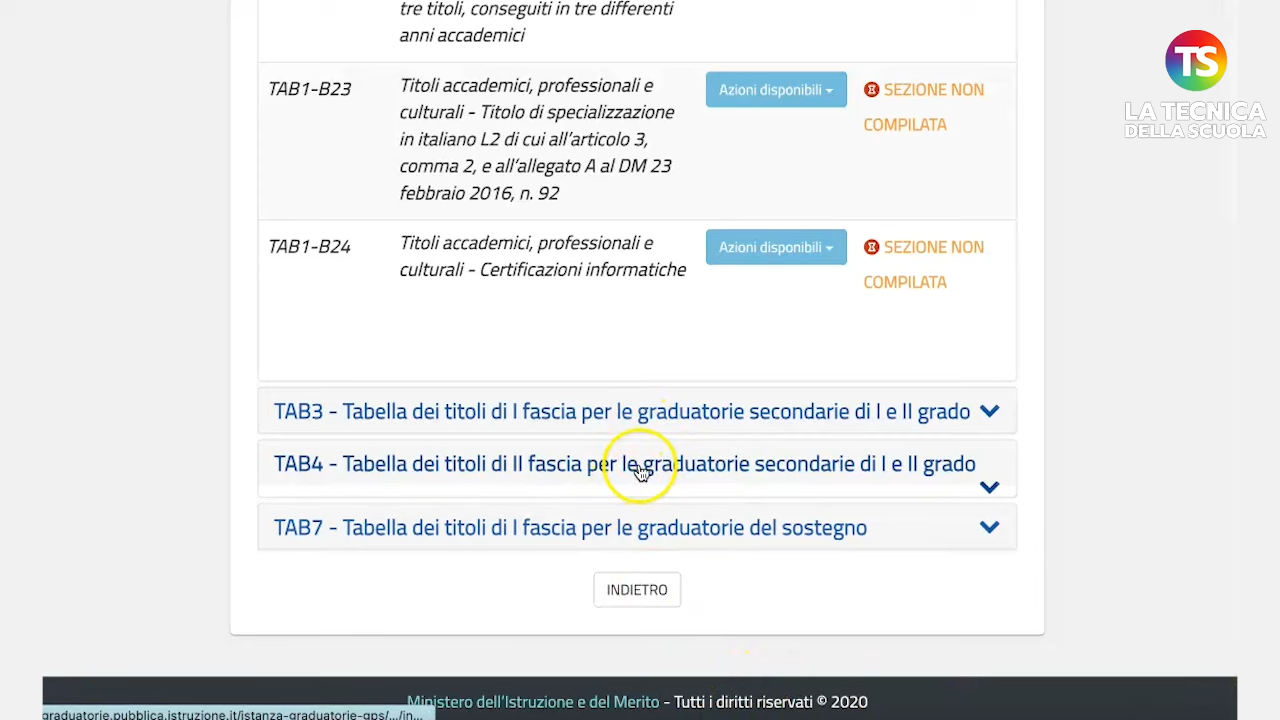 tre titoli, conseguiti in tre differenti
anni accademici
TAB1-B23
Titoli accademici, professionali e
culturali - Titolo di specializzazione
in italiano L2 di cui all'articolo 3,
comma 2, e all'allegato A al DM 23
febbraio 2016, n. 92
Azioni disponibili
SEZIONE NON
COMPILATA
TS
LA TECNICA
DELLA SCUOLA
TAB1-B24
Titoli accademici, professionali e
culturali - Certificazioni informatiche
Azioni disponibili
SEZIONE NON
COMPILATA
TAB3 - Tabella dei titoli di I fascia per le graduatorie secondarie di I e II grado
TAB4 - Tabella dei titoli di II fascia per le graduatorie secondarie di I e II grado
TAB7 - Tabella dei titoli di I fascia per le graduatorie del sostegno
INDIETRO
Ministero dell'Istruzione e del Merito - Tutti i diritti riservati © 2020
graduatorie.pubblica.istruzione.it/istanza-graduatorie-gps/.../in...